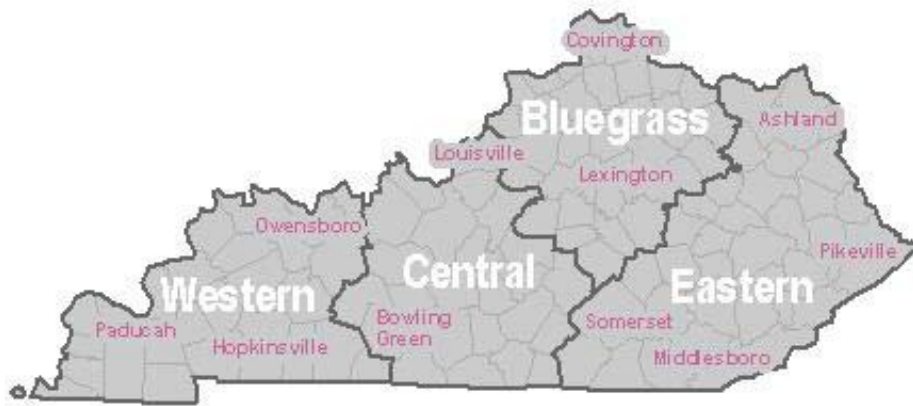 Covington
Bluegrass
Ashland
Louisville
Lexington
Owensboro
Pikeville
Central
Western
Eastern
Bowling
Green
Somerset
Paducah
Hopkinsville
Middlesboro